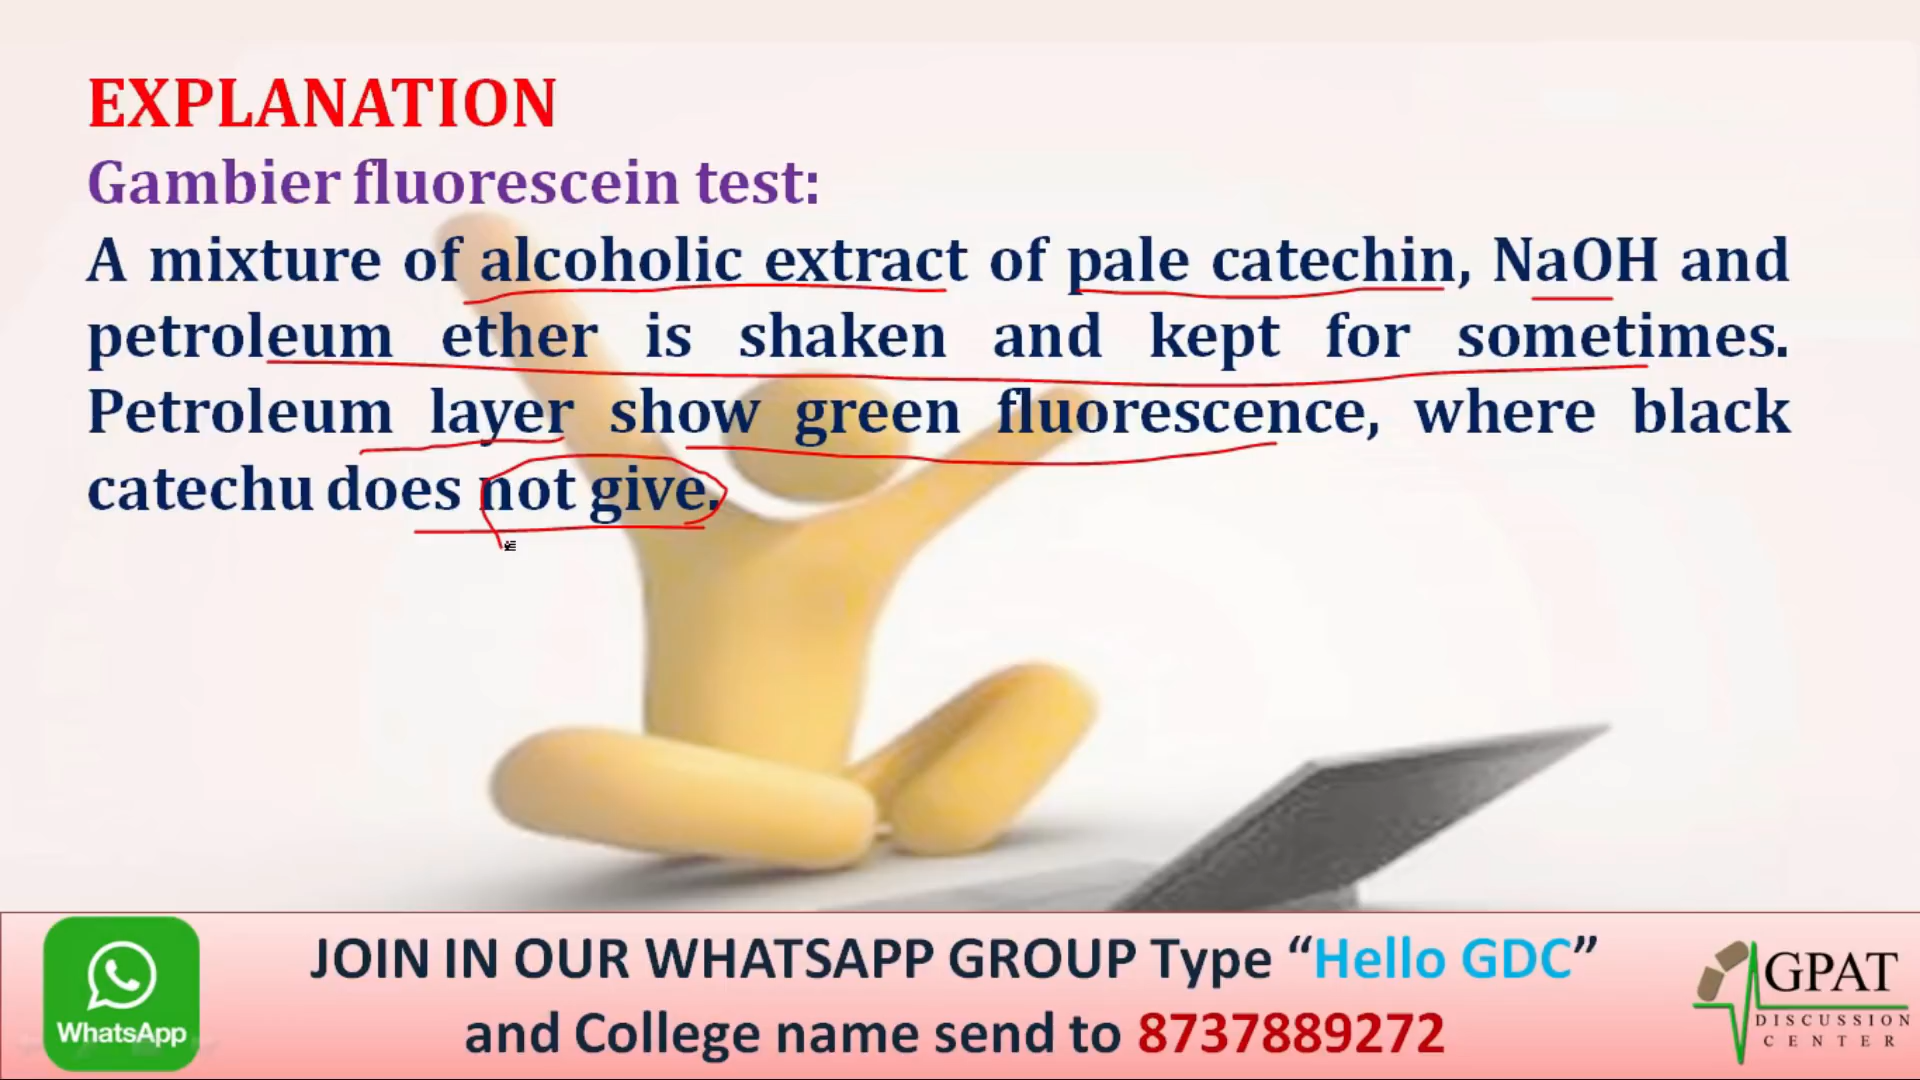 EXPLANATION
Gambier fluorescein test:
A mixture of alcoholic extract of pale catechin, NaOH and
petroleum ether is shaken and kept for sometimes.
Petroleum layer show green fluorescence, where black
catechu does not give.
JOIN IN OUR WHATSAPP GROUP Type “Hello GDC”
and College name send to 8737889272
WhatsApp
GPAT
DISCUSSION
CENTER